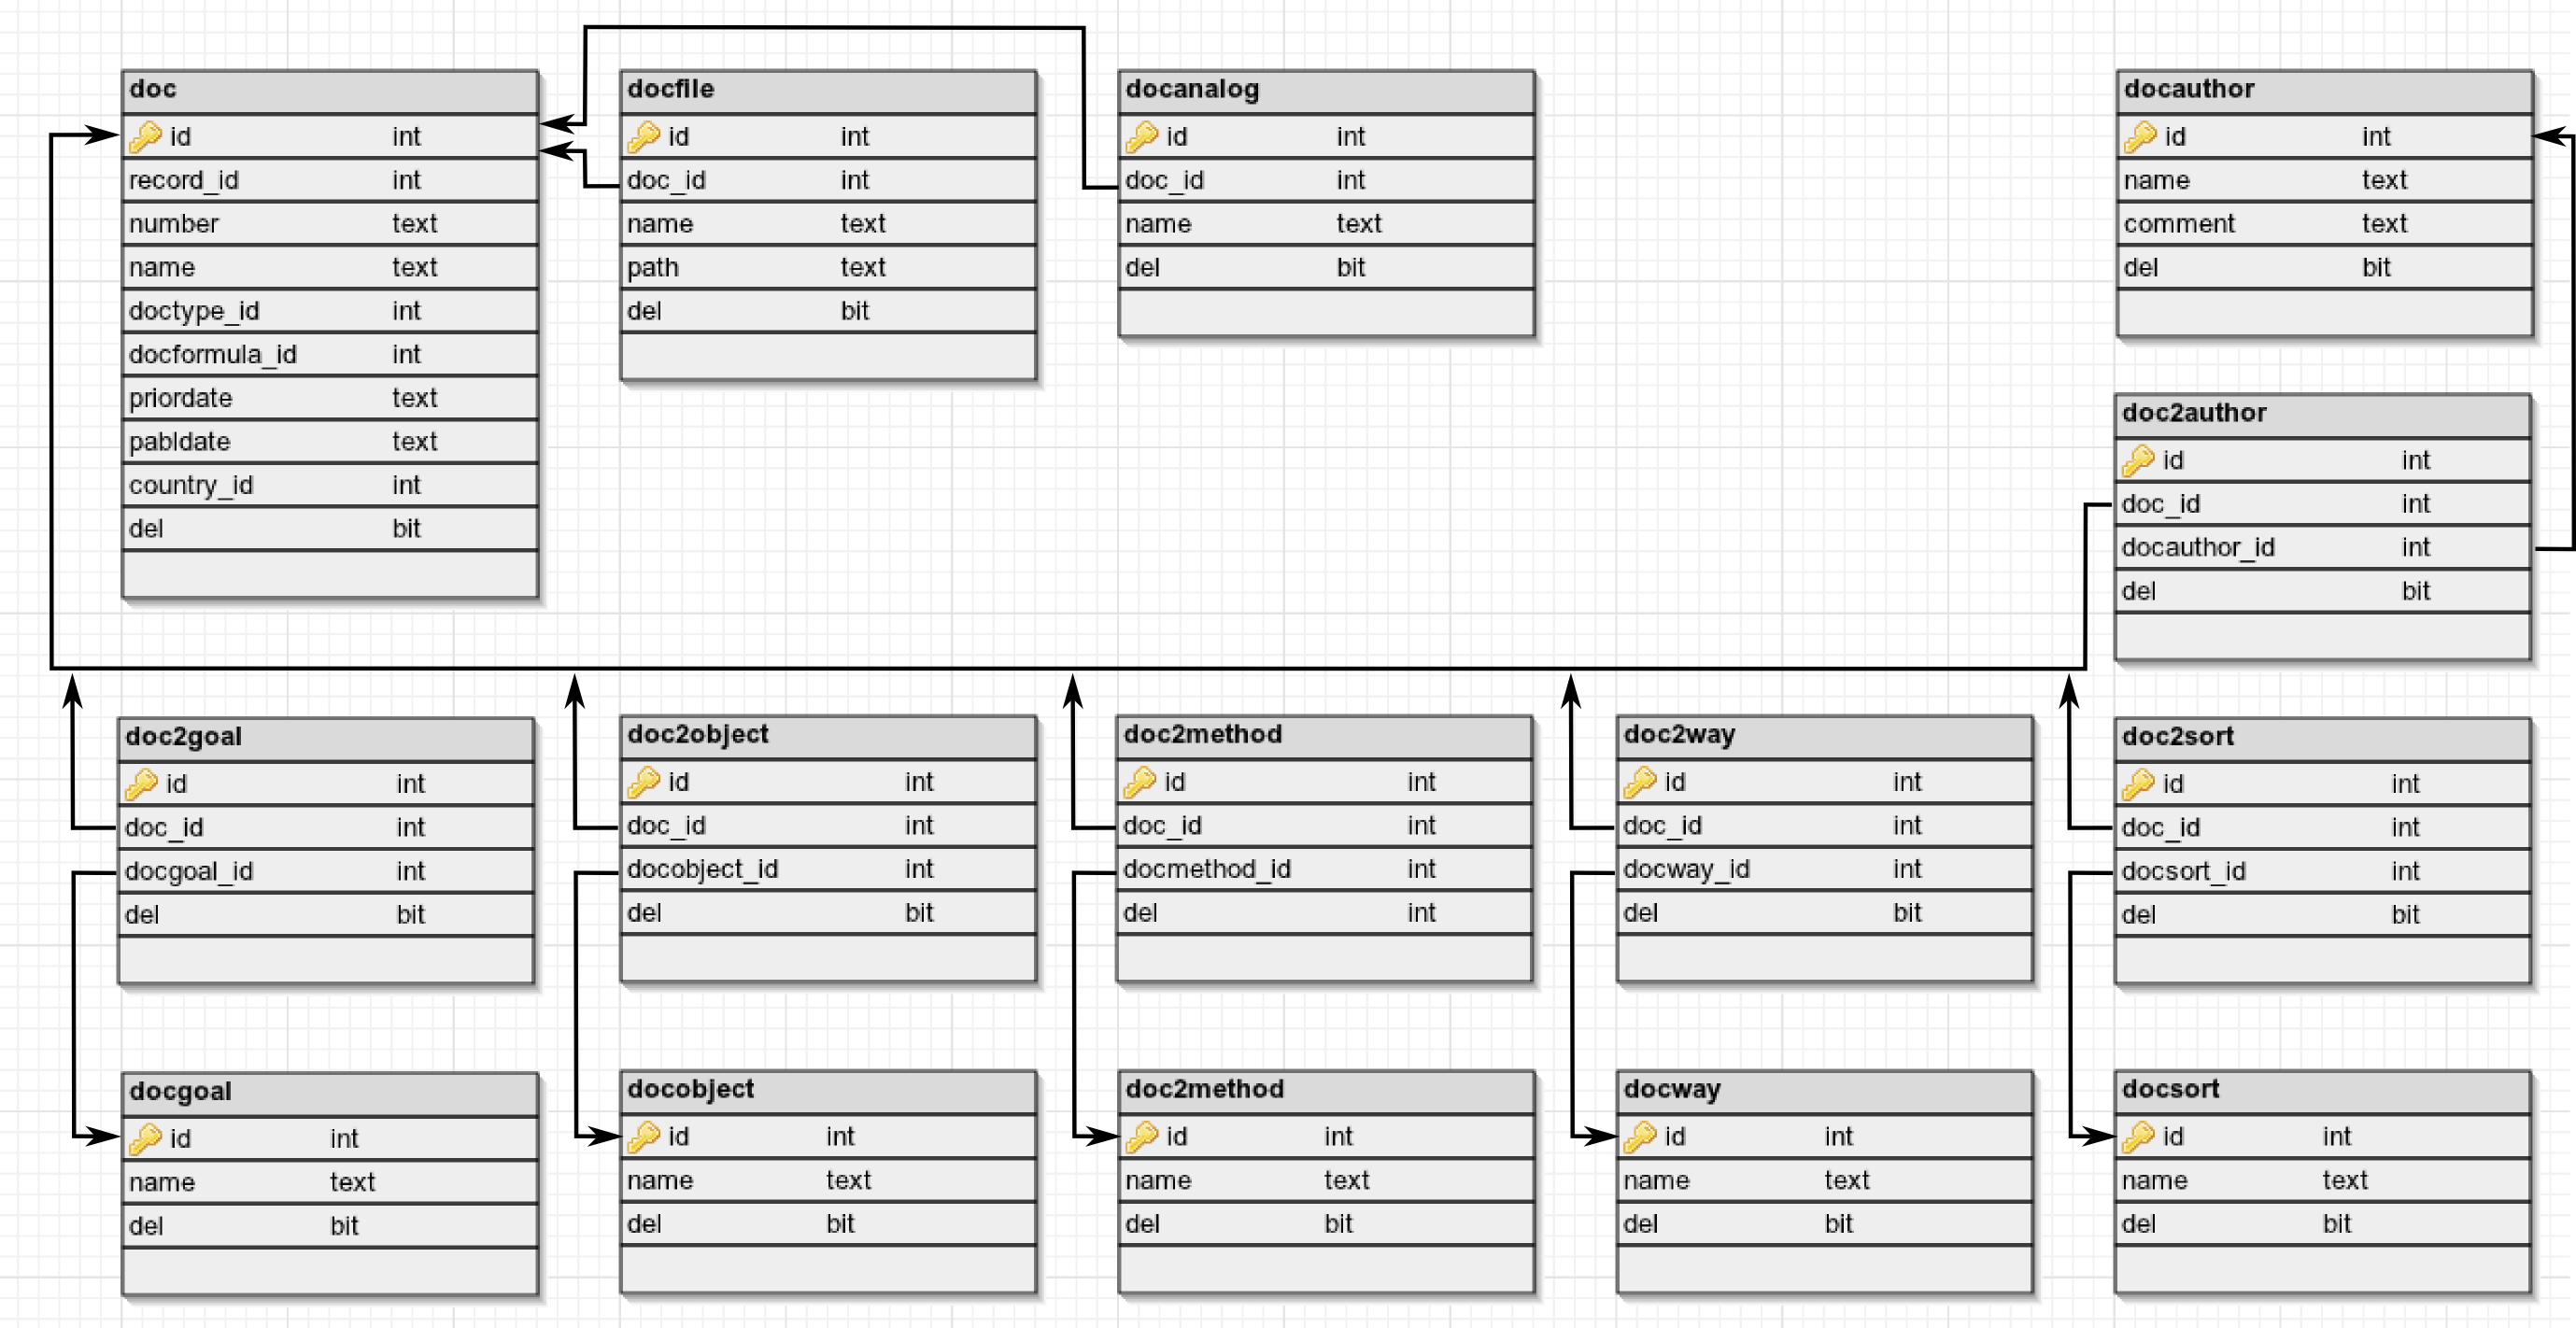 doc
id int
record_id int
number text
name text
doctype_id int
docformula_id int
priordate text
pabldate text
country_id int
del bit
docfile
id int
doc_id int
name text
path text
del bit
docanalog
id int
doc_id int
name text
del bit
docauthor
id int
name text
comment text
del bit
doc2author
id int
doc_id int
docauthor_id int
del bit
doc2goal
id int
doc_id int
docgoal_id int
del bit
doc2object
id int
doc_id int
docobject_id int
del bit
doc2method
id int
doc_id int
docmethod_id int
del int
doc2way
id int
doc_id int
docway_id int
del bit
doc2sort
id int
doc_id int
docsort_id int
del bit
docgoal
id int
name text
del bit
docobject
id int
name text
del bit
doc2method
id int
name text
del bit
docway
id int
name text
del bit
docsort
id int
name text
del bit